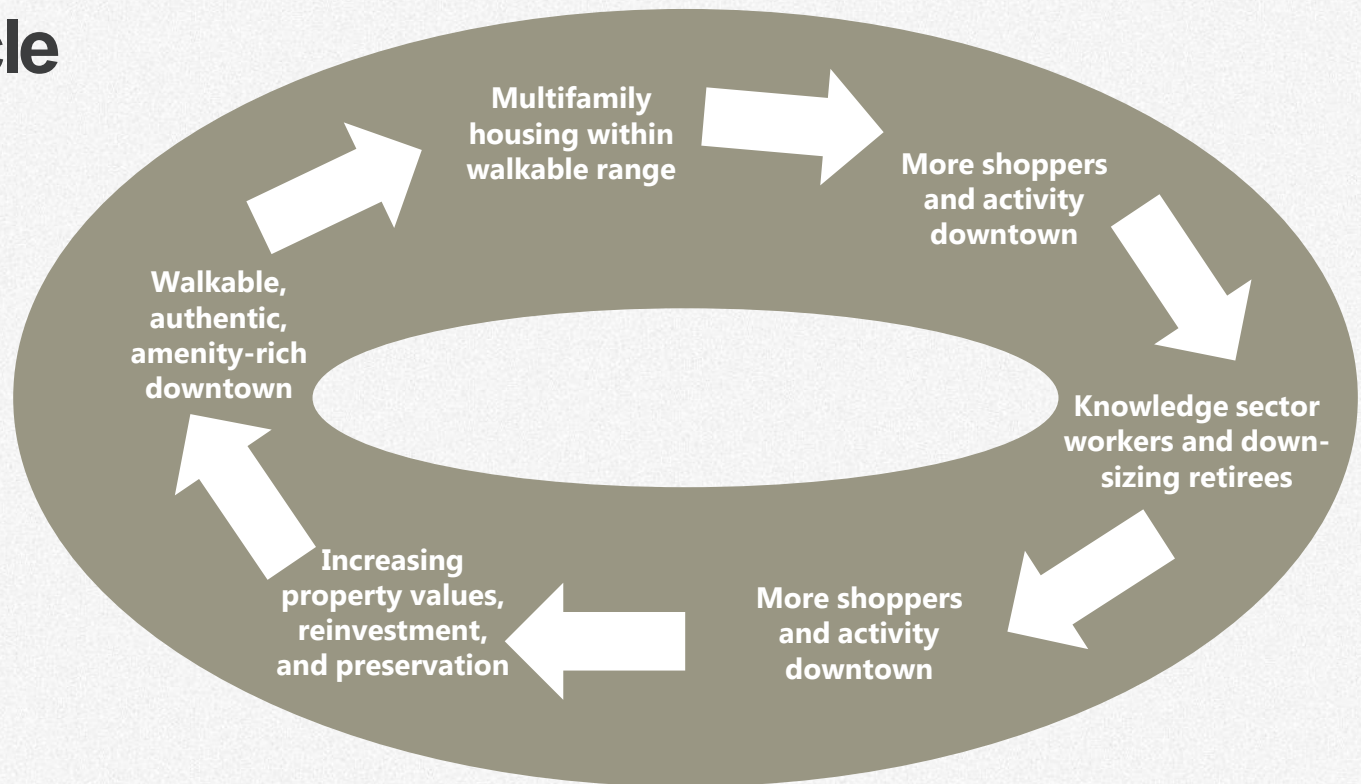 Multifamily
housing within
walkable range
More shoppers
and activity
downtown
Knowledge sector
workers and down-
sizing retirees
More shoppers
and activity
downtown
Increasing
property values,
reinvestment,
and preservation
Walkable,
authentic,
amenity-rich
downtown